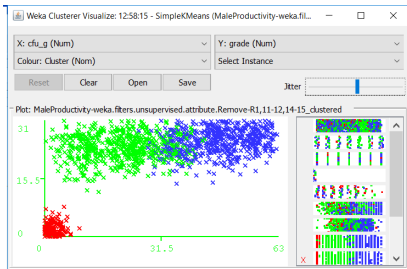 Weka Clusterer Visualize: 12:58:15 - SimpleKMeans (MaleProductivity-weka.fil...
X: cfu_g (Num)
Y: grade (Num)
Colour: Cluster (Nom)
Select Instance
Reset
Clear
Open
Save
Jitter
Plot: MaleProductivity-weka.filters.unsupervised.attribute.Remove-R1,11-12,14-15_clustered
31
15.5
0
0
31.5
63
X